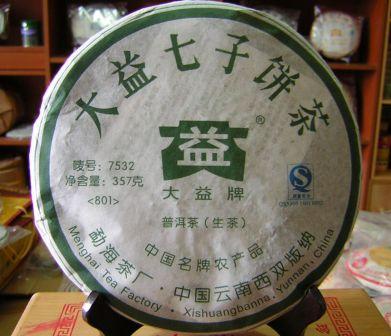 大益七子饼茶
益
®
大益牌
唛号: 7532
净含量: 357克
<801>
普洱茶(生茶)
中国名牌农产品
勐海茶厂·中国云南西双版纳
Menghai Tea Factory · Xishuangbanna, Yunnan, China